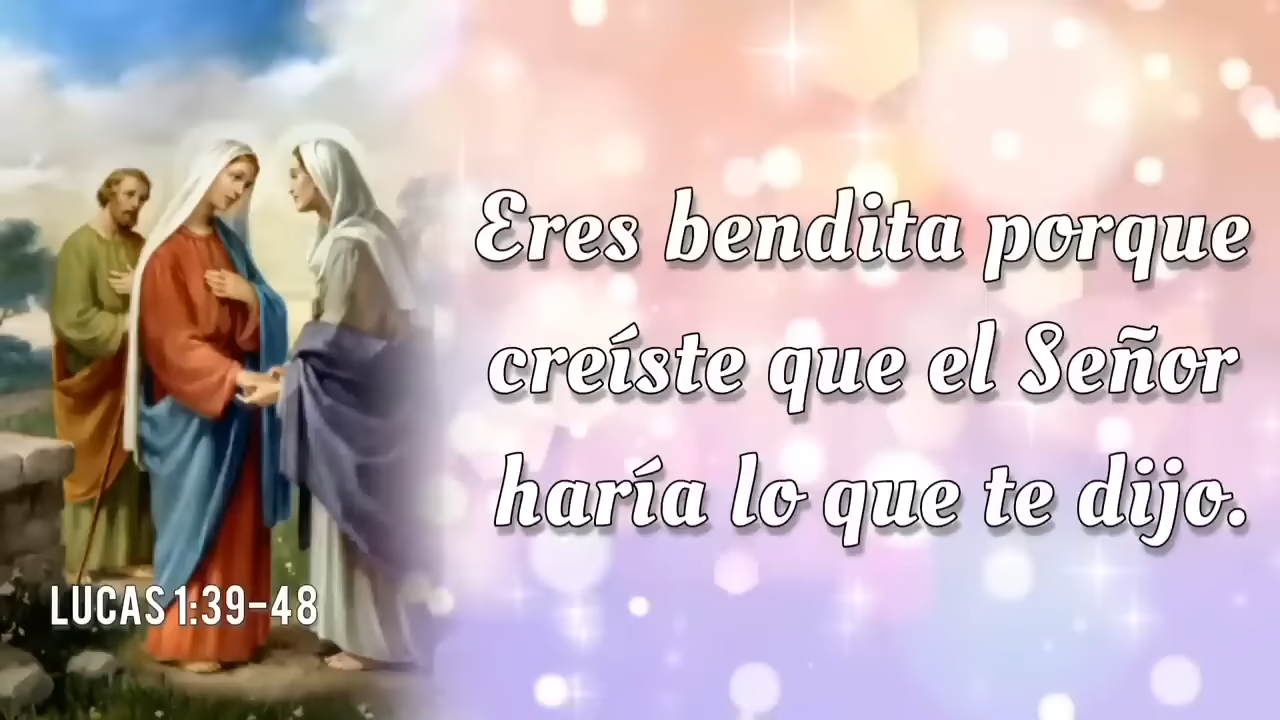 Eres bendita porque
creíste que el Señor
haría lo que te dijo.
LUCAS 1:39-48